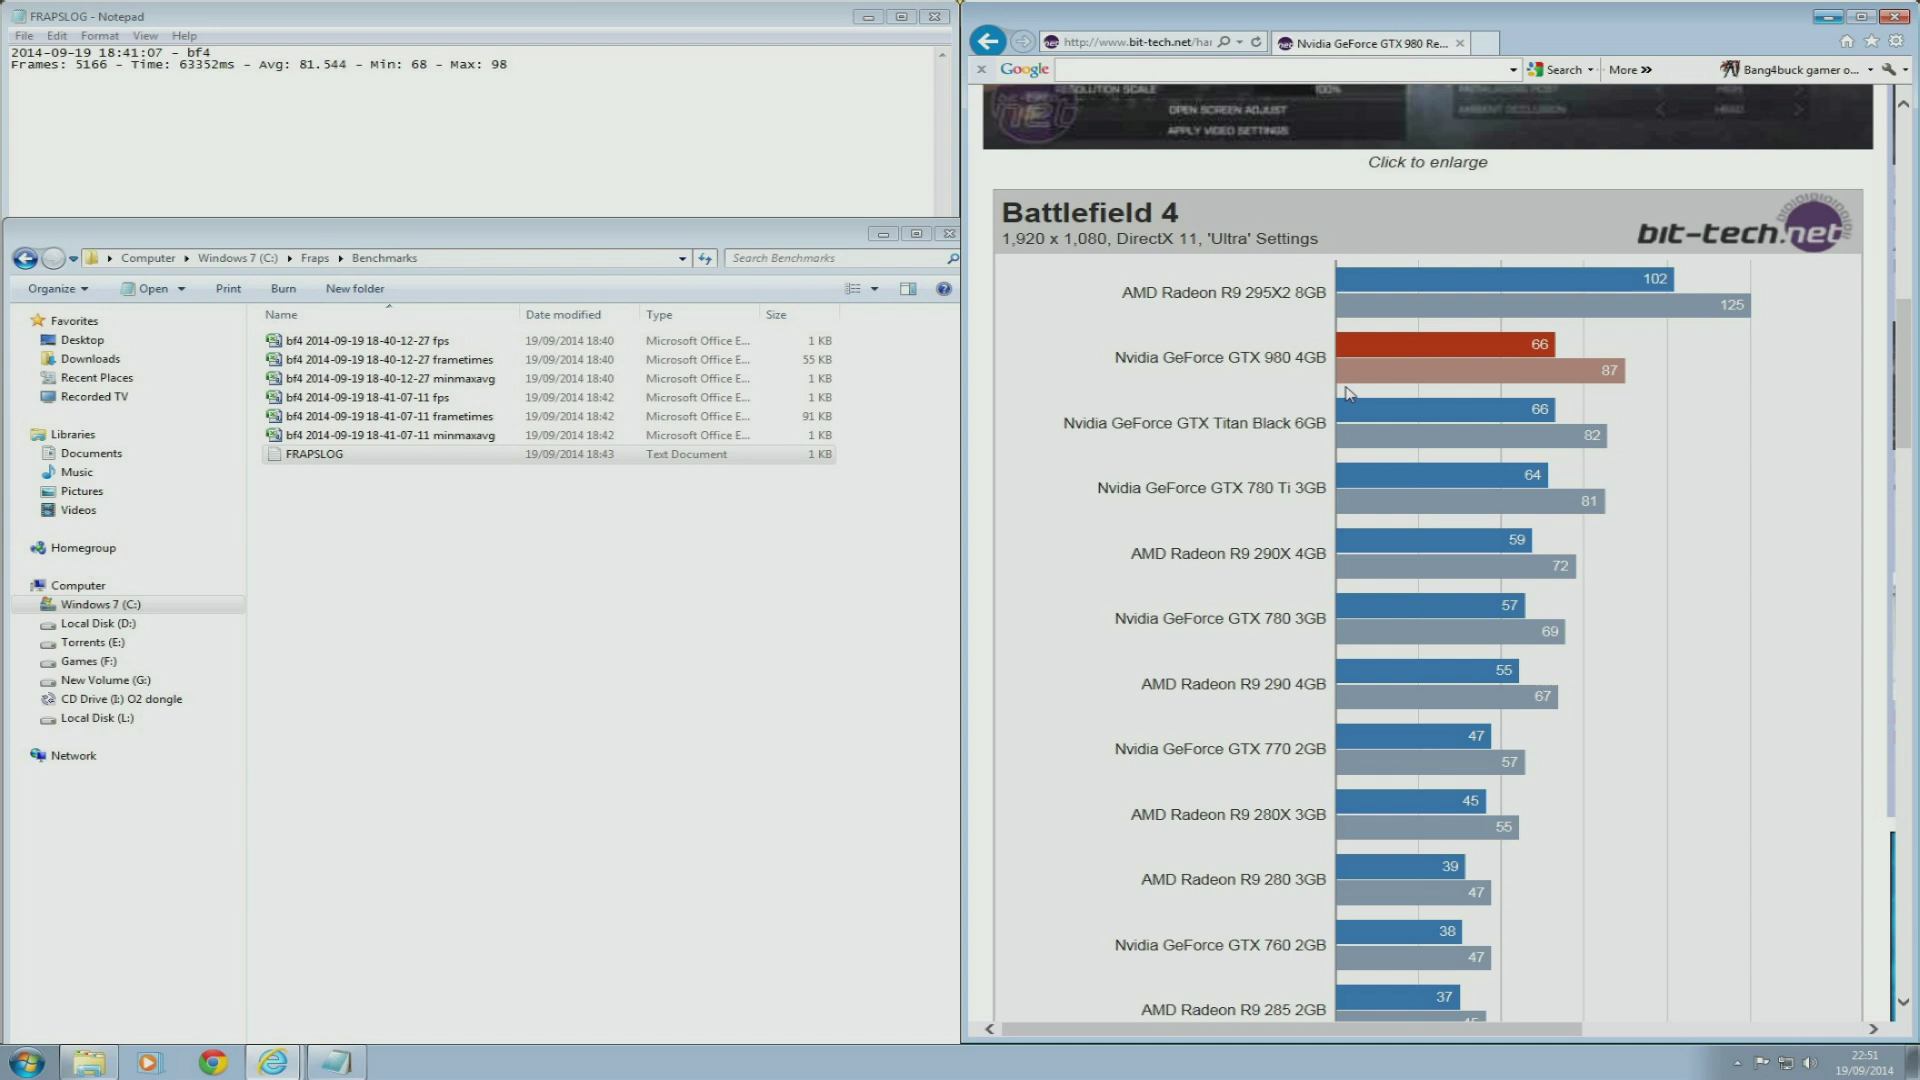 FRAPSLOG - Notepad
File Edit Format View Help
2014-09-19 18:41:07 - bf4
Frames: 5166 - Time: 63352ms - Avg: 81.544 - Min: 68 - Max: 98
Computer Windows 7 (C:) Fraps Benchmarks
Search Benchmarks
Organize Open Print Burn New folder
Name Date modified Type Size
bf4 2014-09-19 18-40-12-27 fps 19/09/2014 18:40 Microsoft Office E... 1 KB
bf4 2014-09-19 18-40-12-27 frametimes 19/09/2014 18:40 Microsoft Office E... 55 KB
bf4 2014-09-19 18-40-12-27 minmaxavg 19/09/2014 18:40 Microsoft Office E... 1 KB
bf4 2014-09-19 18-41-07-11 fps 19/09/2014 18:42 Microsoft Office E... 1 KB
bf4 2014-09-19 18-41-07-11 frametimes 19/09/2014 18:42 Microsoft Office E... 91 KB
bf4 2014-09-19 18-41-07-11 minmaxavg 19/09/2014 18:42 Microsoft Office E... 1 KB
FRAPSLOG 19/09/2014 18:43 Text Document 1 KB
Favorites
Desktop
Downloads
Recent Places
Recorded TV
Libraries
Documents
Music
Pictures
Videos
Homegroup
Computer
Windows 7 (C:)
Local Disk (D:)
Torrents (E:)
Games (F:)
New Volume (G:)
CD Drive (I:) O2 dongle
Local Disk (L:)
Network
http://www.bit-tech.net/har
Nvidia GeForce GTX 980 Re...
Google Search More » Bang4buck gamer o...
RESOLUTION SCALE 100%
OPEN SCREEN ADJUST
APPLY VIDEO SETTINGS
AMBIENT OCCLUSION HBAO
Click to enlarge
Battlefield 4
1,920 x 1,080, DirectX 11, 'Ultra' Settings
bit-tech.net
AMD Radeon R9 295X2 8GB 102 125
Nvidia GeForce GTX 980 4GB 66 87
Nvidia GeForce GTX Titan Black 6GB 66 82
Nvidia GeForce GTX 780 Ti 3GB 64 81
AMD Radeon R9 290X 4GB 59 72
Nvidia GeForce GTX 780 3GB 57 69
AMD Radeon R9 290 4GB 55 67
Nvidia GeForce GTX 770 2GB 47 57
AMD Radeon R9 280X 3GB 45 55
AMD Radeon R9 280 3GB 39 47
Nvidia GeForce GTX 760 2GB 38 47
AMD Radeon R9 285 2GB 37
22:51
19/09/2014